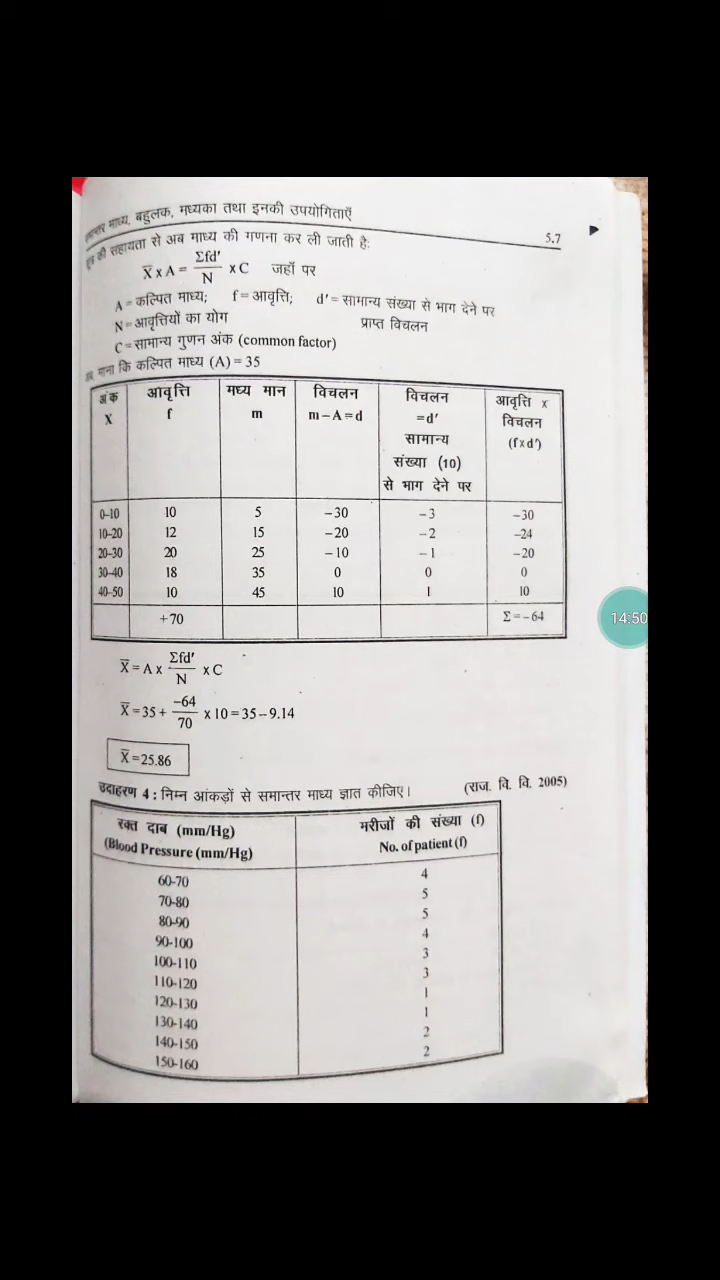 समान्तर माध्य, बहुलक, मध्यका तथा इनकी उपयोगिताएँ
5.7
सूत्र की सहायता से अब माध्य की गणना कर ली जाती है:
X̅ x A = Σfd′/N x C जहाँ पर
A = कल्पित माध्य; f = आवृत्ति; d′ = सामान्य संख्या से भाग देने पर
N = आवृत्तियों का योग प्राप्त विचलन
C = सामान्य गुणन अंक (common factor)
माना कि कल्पित माध्य (A) = 35
अंक आवृत्ति मध्य मान विचलन विचलन आवृत्ति x
X f m m – A = d = d′ विचलन
सामान्य (f x d′)
संख्या (10)
से भाग देने पर
0-10 10 5 –30 –3 –30
10-20 12 15 –20 –2 –24
20-30 20 25 –10 –1 –20
30-40 18 35 0 0 0
40-50 10 45 10 1 10
+70 Σ = –64
14:50
X̅ = A x Σfd′/N x C
X̅ = 35 + –64/70 x 10 = 35 – 9.14
X̅ = 25.86
उदाहरण 4 : निम्न आंकड़ों से समान्तर माध्य ज्ञात कीजिए। (राज. वि. वि. 2005)
रक्त दाब (mm/Hg) मरीजों की संख्या (f)
(Blood Pressure (mm/Hg) No. of patient (f)
60-70 4
70-80 5
80-90 5
90-100 4
100-110 3
110-120 3
120-130 1
130-140 1
140-150 2
150-160 2